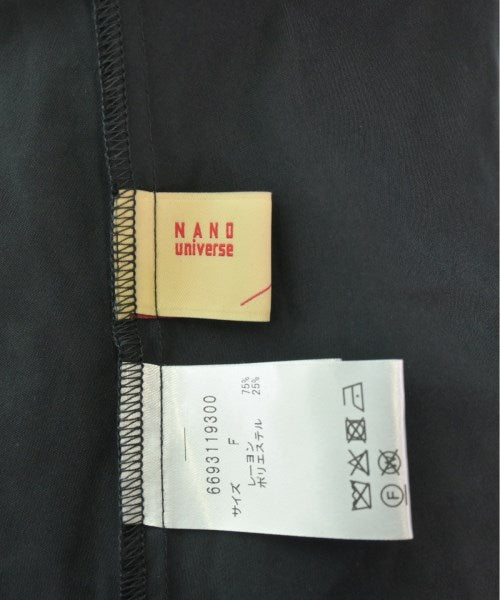 NANO
universe
6693119300
サイズ F
レーヨン 75%
ポリエステル 25%
F